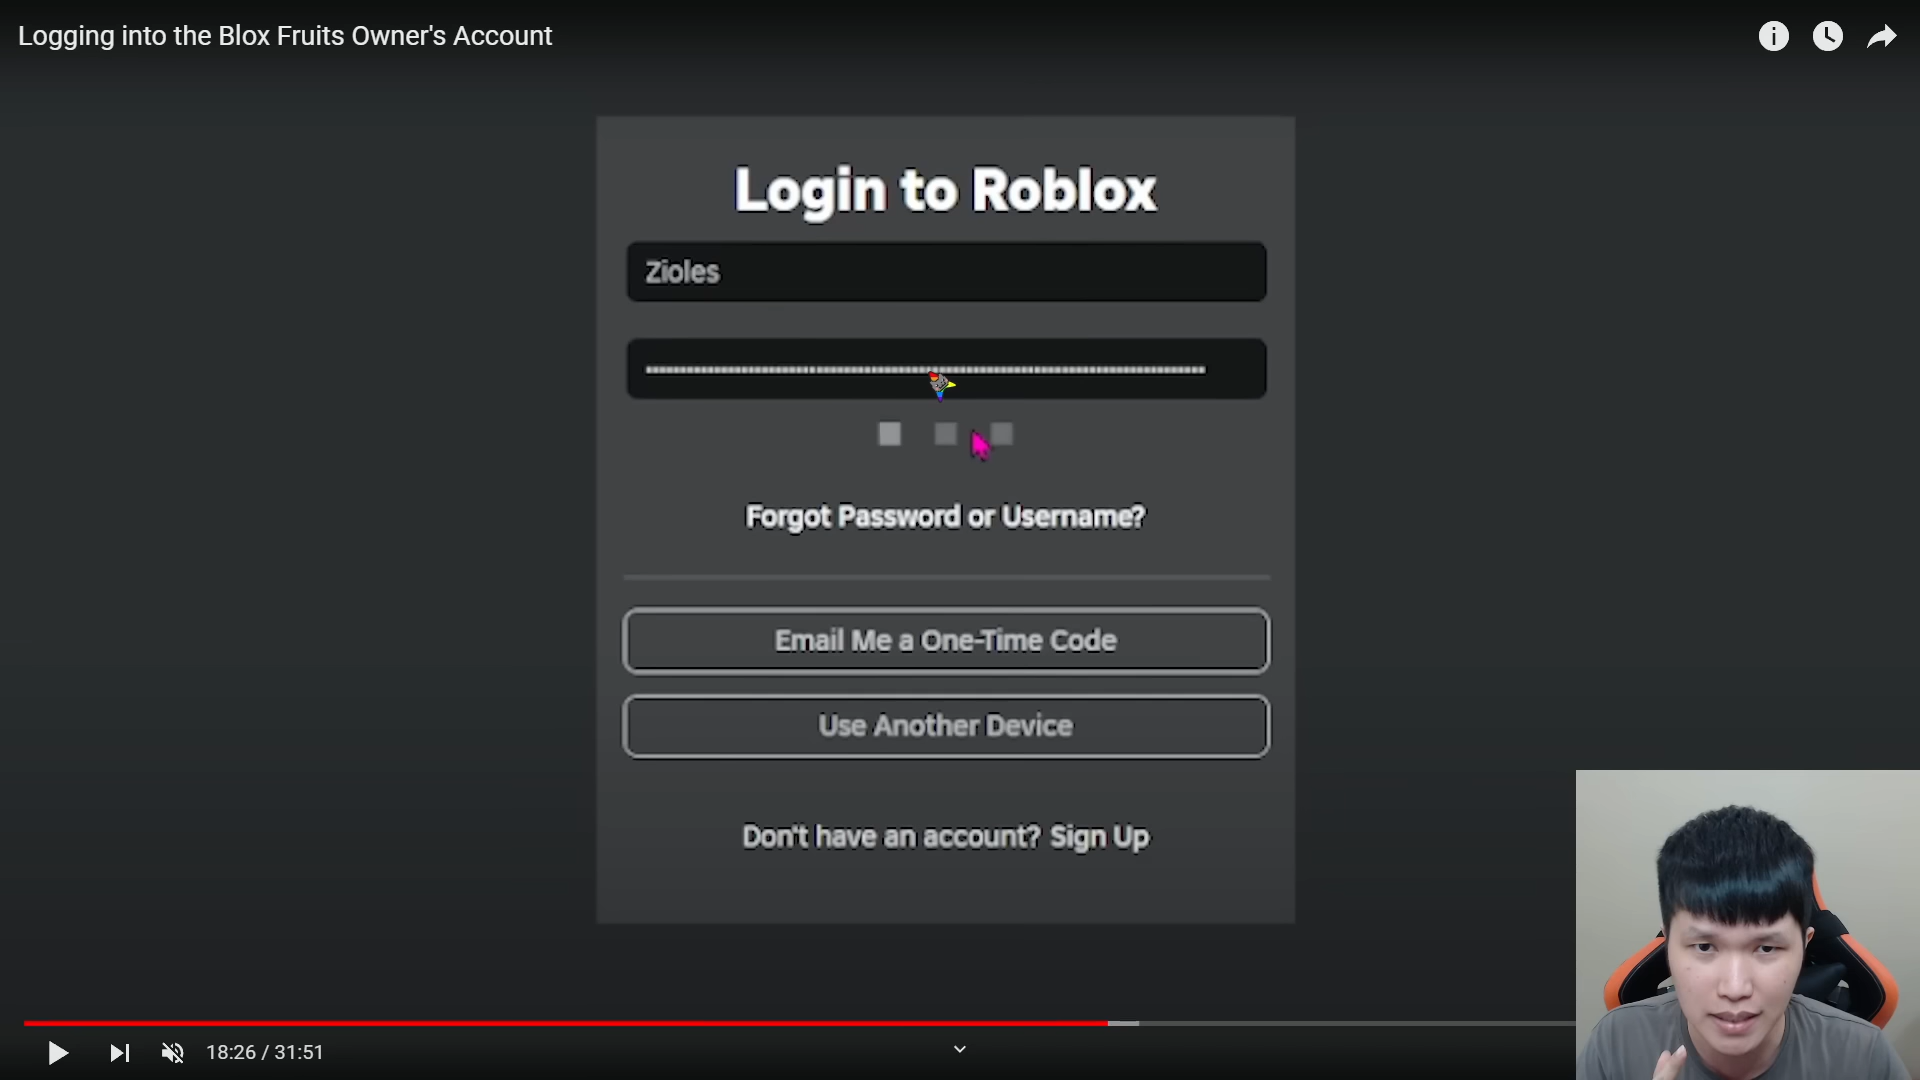 Logging into the Blox Fruits Owner's Account
Login to Roblox
Zioles
Forgot Password or Username?
Email Me a One-Time Code
Use Another Device
Don't have an account? Sign Up
18:26 / 31:51